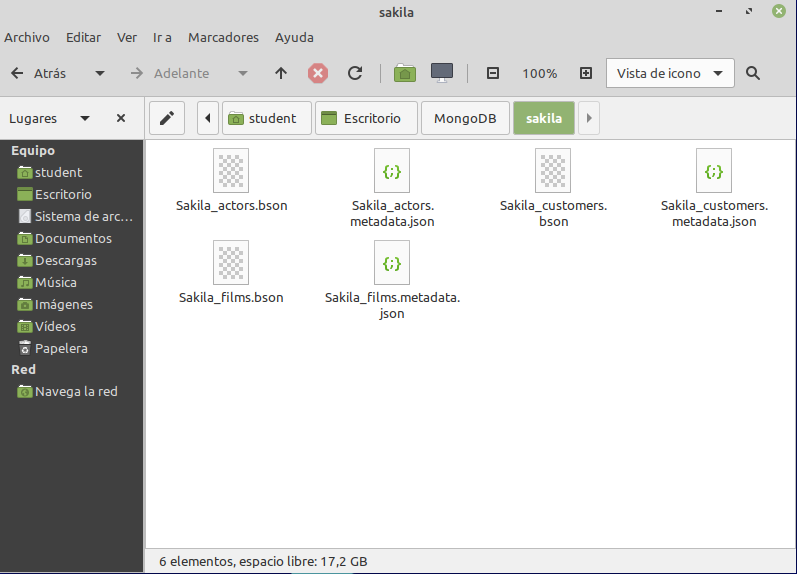 sakila
Archivo Editar Ver Ir a Marcadores Ayuda
Atrás Adelante 100% Vista de icono
Lugares student Escritorio MongoDB sakila
Equipo
student
Escritorio
Sistema de arc...
Documentos
Descargas
Música
Imágenes
Vídeos
Papelera
Red
Navega la red
Sakila_actors.bson
Sakila_actors.
metadata.json
Sakila_customers.
bson
Sakila_customers.
metadata.json
Sakila_films.bson
Sakila_films.metadata.
json
6 elementos, espacio libre: 17,2 GB